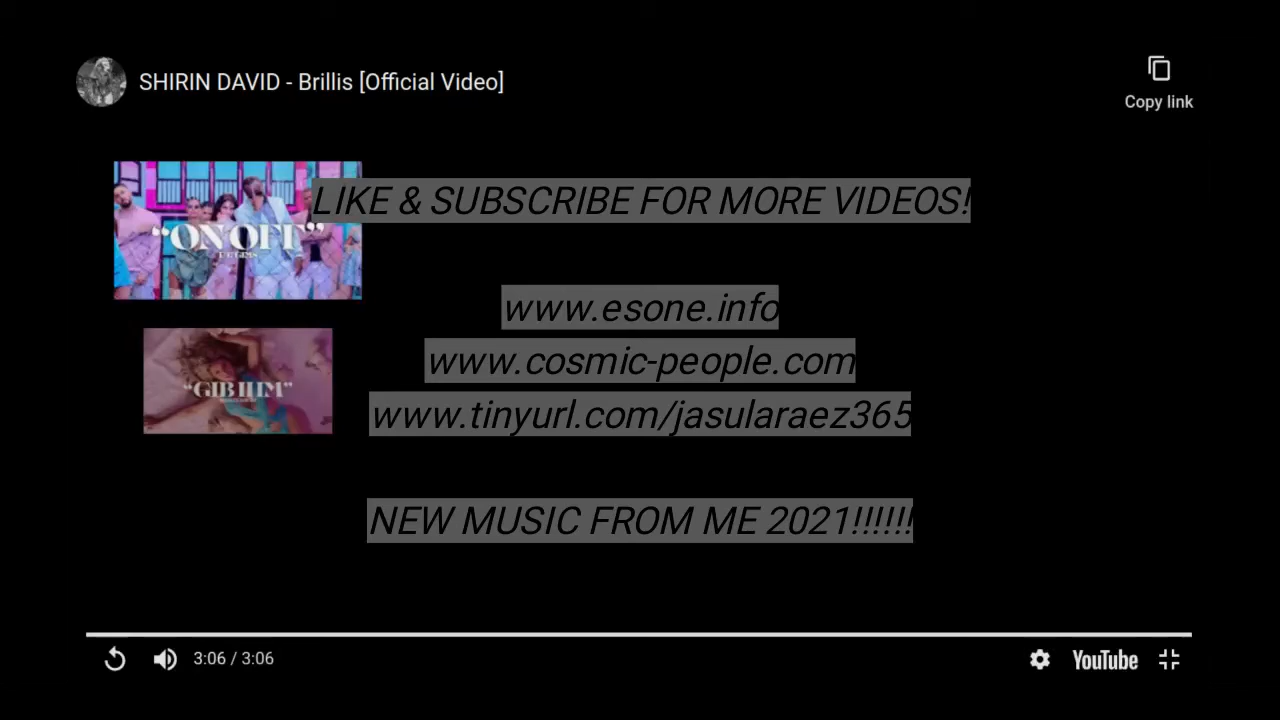 SHIRIN DAVID - Brillis [Official Video]
Copy link
LIKE & SUBSCRIBE FOR MORE VIDEOS!
“ON OFF”
www.esone.info
www.cosmic-people.com
“GIB IHM”
www.tinyurl.com/jasularaez365
NEW MUSIC FROM ME 2021!!!!!!
3:06 / 3:06
YouTube